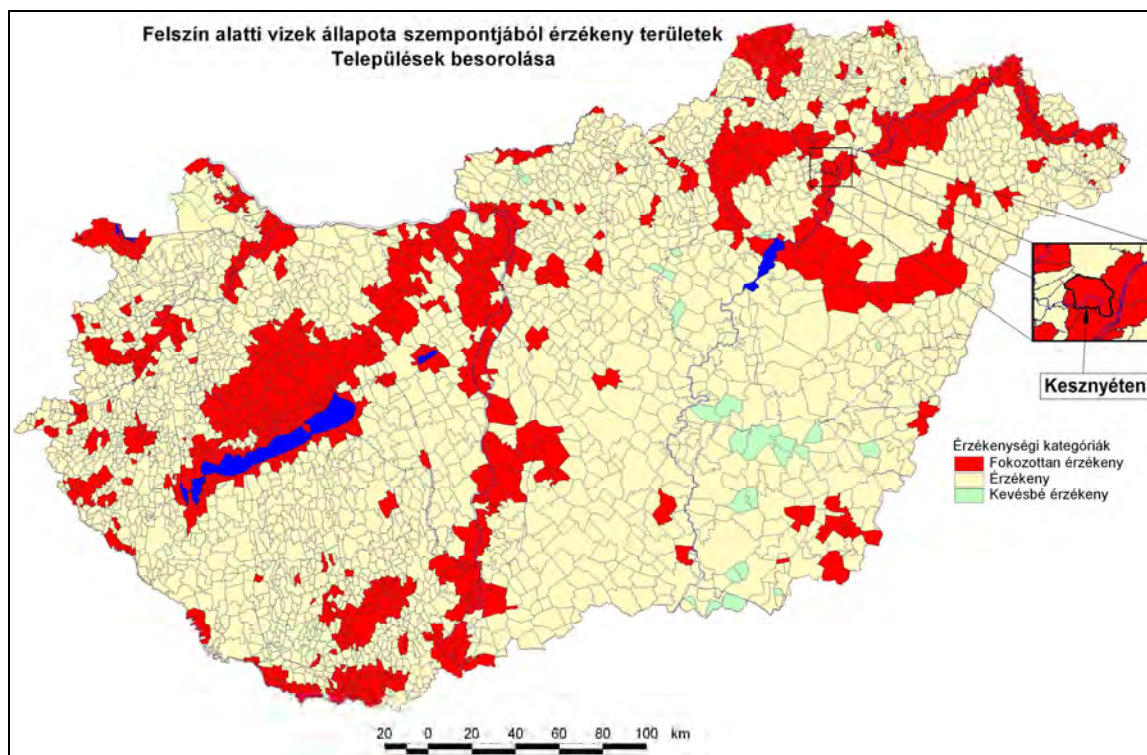 Felszín alatti vizek állapota szempontjából érzékeny területek
Települések besorolása
Kesznyéten
Érzékenységi kategóriák
Fokozottan érzékeny
Érzékeny
Kevésbé érzékeny
20 0 20 40 60 80 100 km